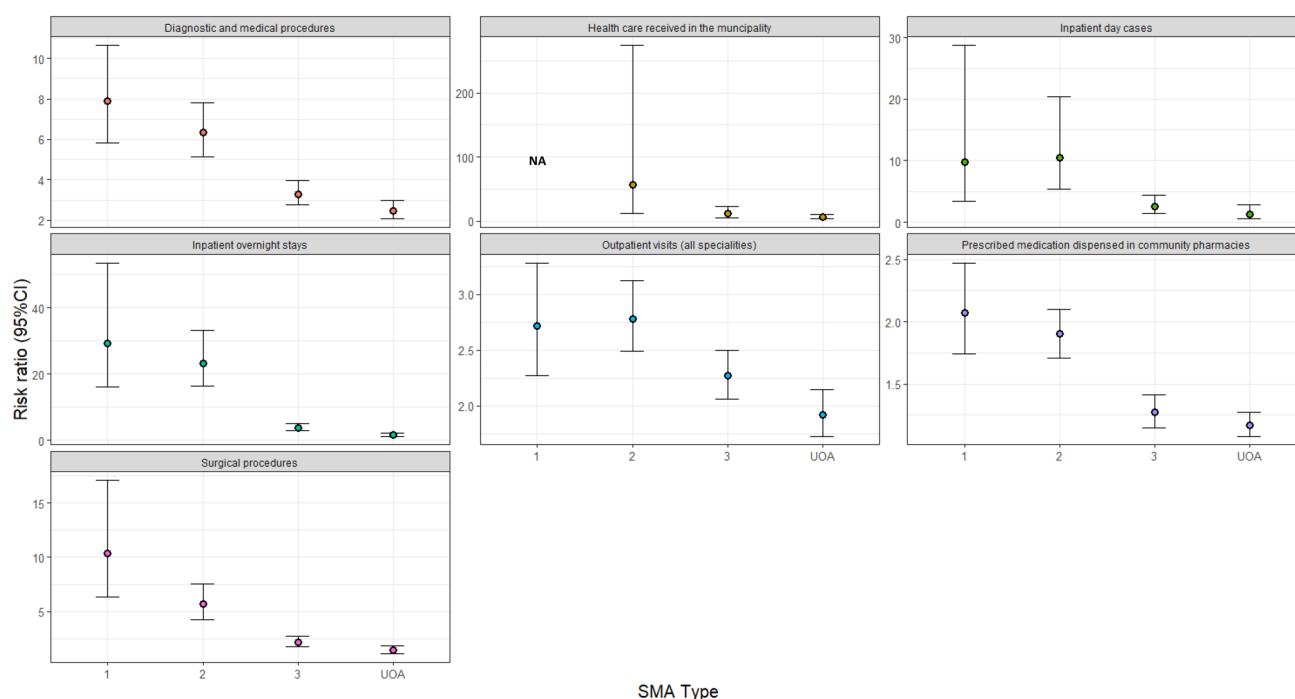 Diagnostic and medical procedures
Health care received in the muncipality
Inpatient day cases
10
8
6
4
2
200
100
0
NA
30
20
10
0
Inpatient overnight stays
Outpatient visits (all specialities)
Prescribed medication dispensed in community pharmacies
Risk ratio (95%CI)
40
20
0
3.0
2.5
2.0
1 2 3 UOA
2.5
2.0
1.5
1 2 3 UOA
Surgical procedures
15
10
5
1 2 3 UOA
SMA Type